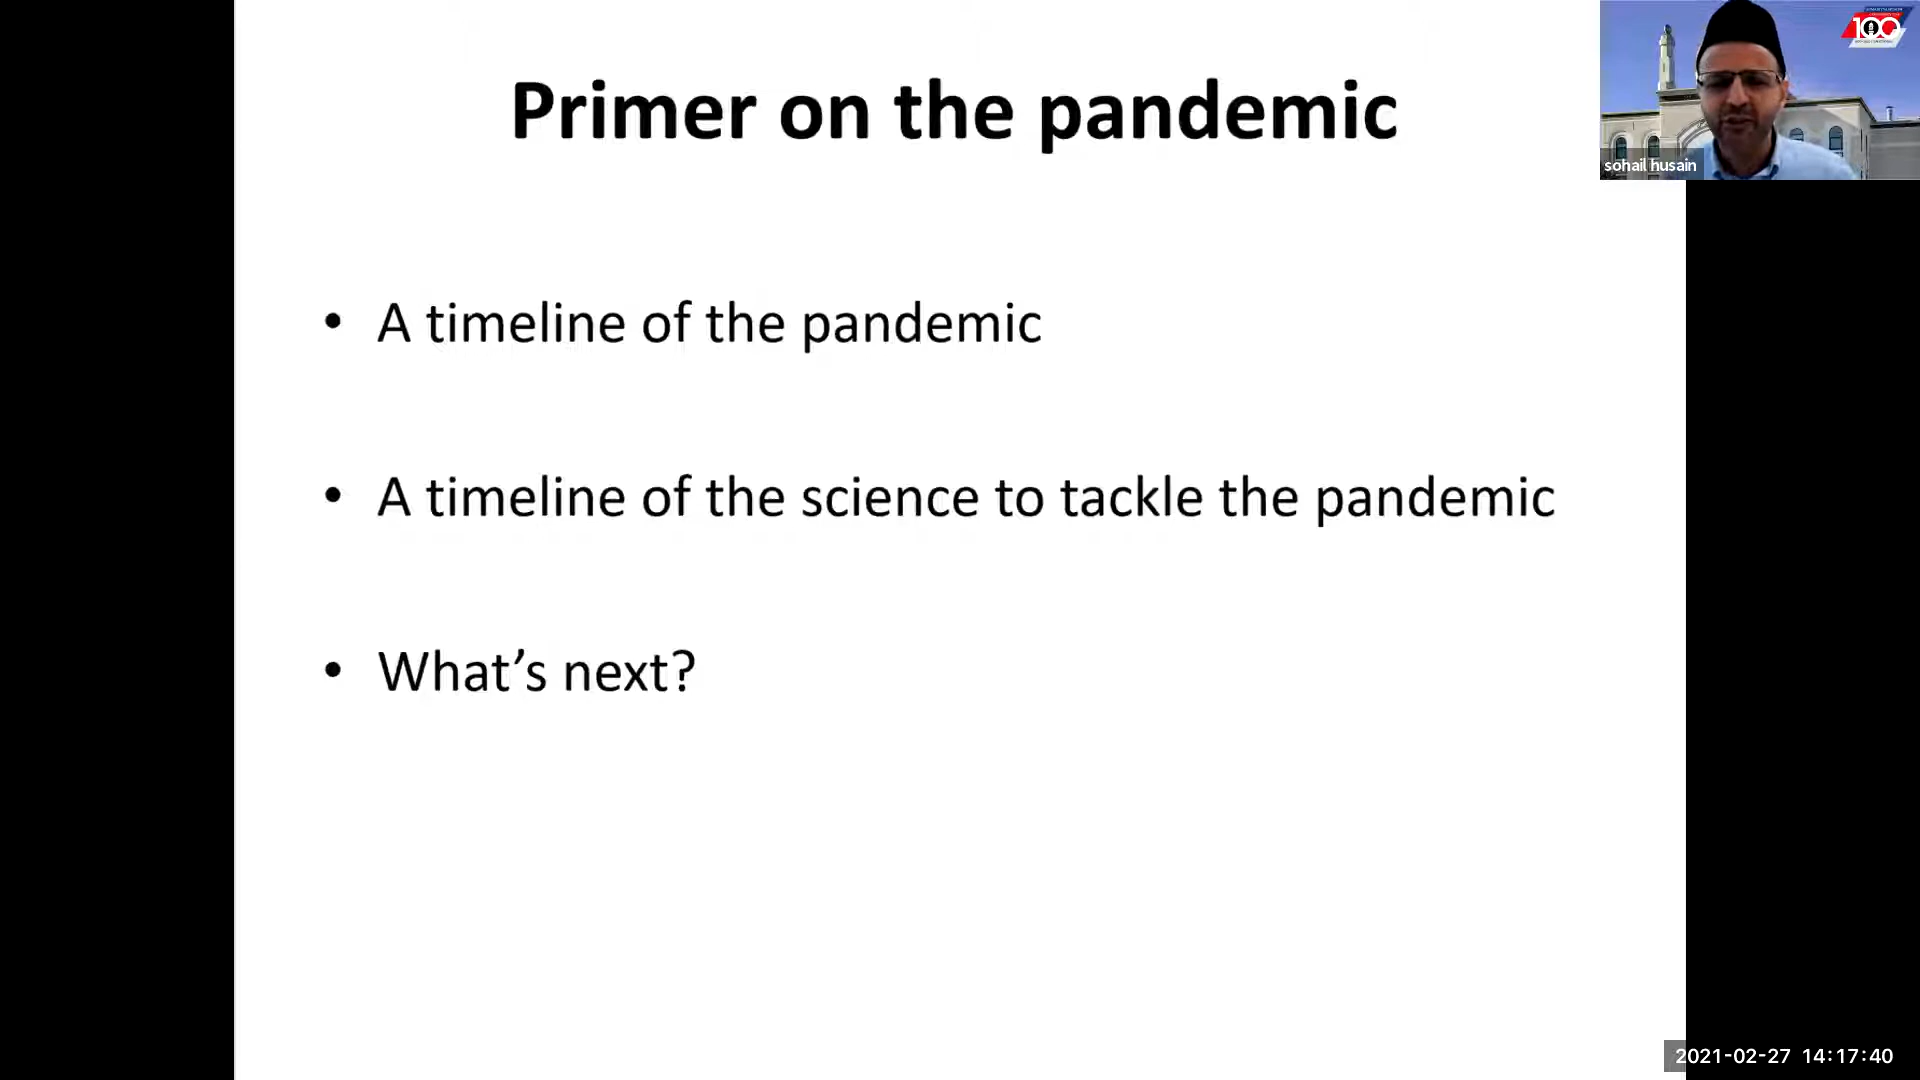 Primer on the pandemic
• A timeline of the pandemic
• A timeline of the science to tackle the pandemic
• What’s next?
100
sohail husain
2021-02-27 14:17:40